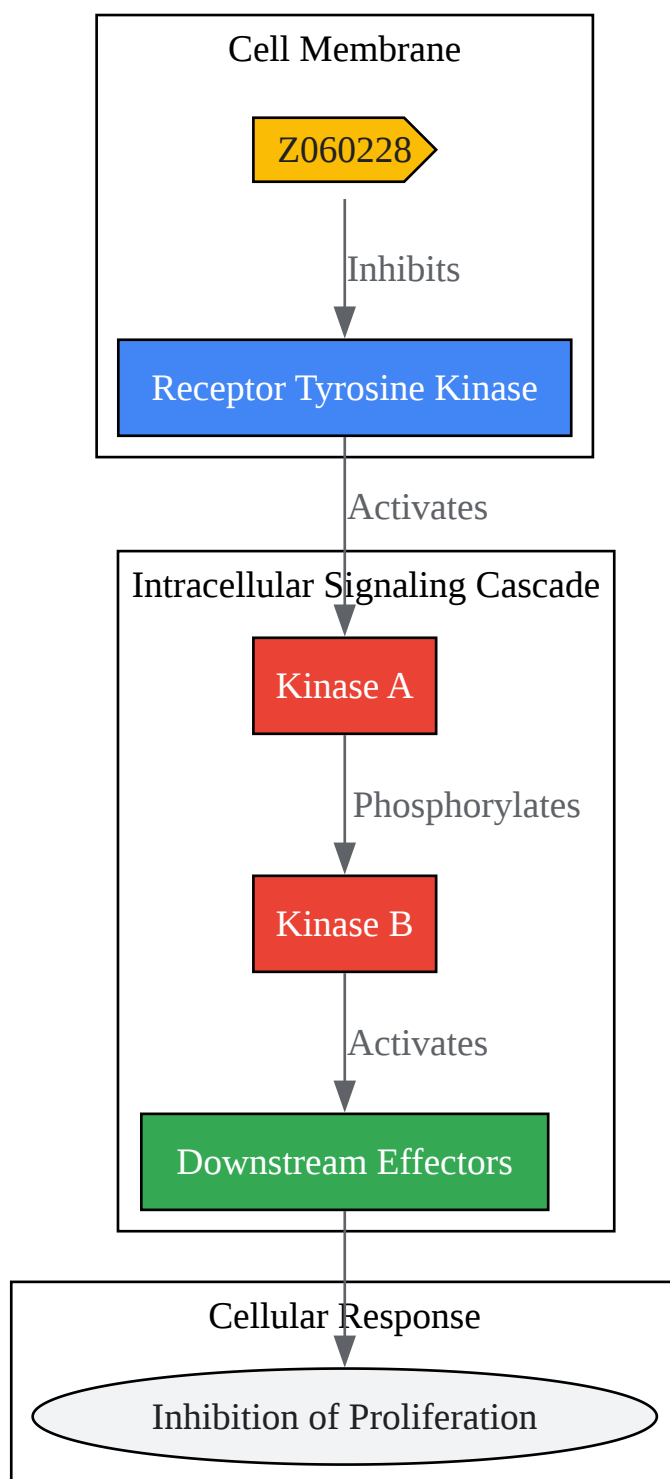 Cell Membrane
Z060228
Inhibits
Receptor Tyrosine Kinase
Activates
Intracellular Signaling Cascade
Kinase A
Phosphorylates
Kinase B
Activates
Downstream Effectors
Cellular Response
Inhibition of Proliferation